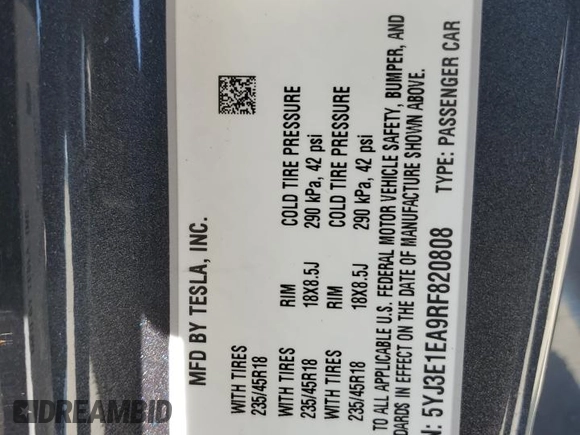 MFD BY TESLA, INC.
WITH TIRES
235/45R18
WITH TIRES RIM COLD TIRE PRESSURE
235/45R18 18X8.5J 290 kPa, 42 psi
WITH TIRES RIM COLD TIRE PRESSURE
235/45R18 18X8.5J 290 kPa, 42 psi
TO ALL APPLICABLE U.S. FEDERAL MOTOR VEHICLE SAFETY, BUMPER, AND
DARDS IN EFFECT ON THE DATE OF MANUFACTURE SHOWN ABOVE.
N: 5YJ3E1EA9RF820808 TYPE: PASSENGER CAR
EBIDAMERICA